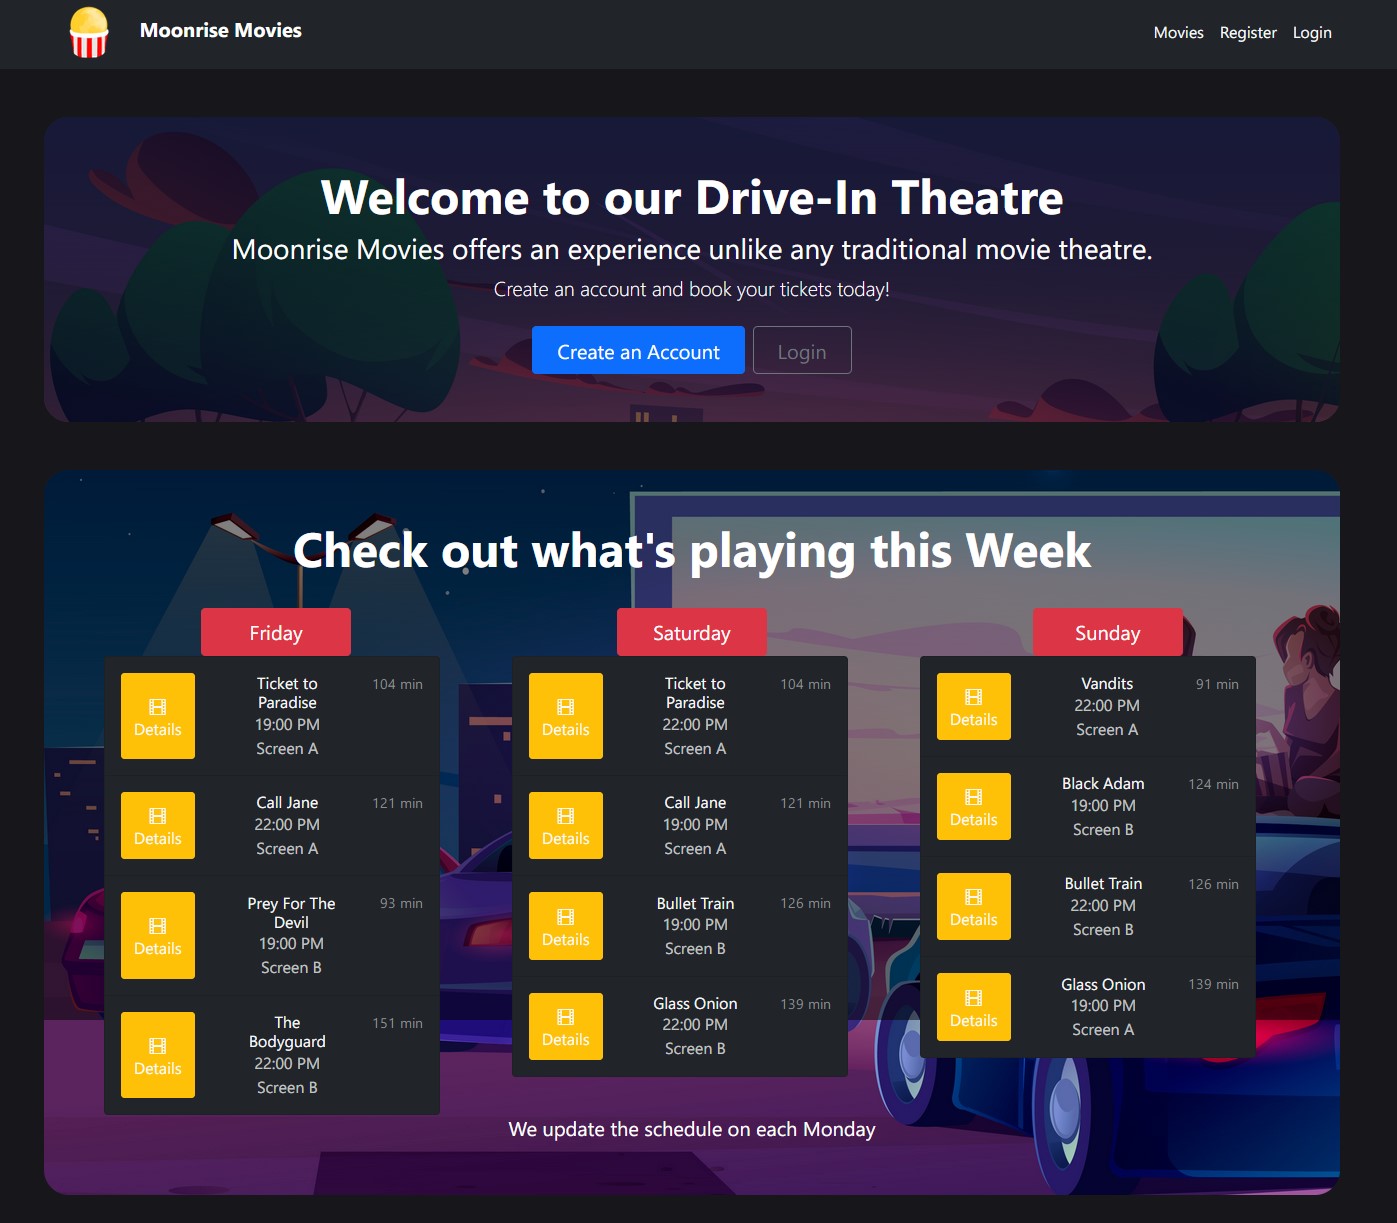 Moonrise Movies
Movies Register Login
Welcome to our Drive-In Theatre
Moonrise Movies offers an experience unlike any traditional movie theatre.
Create an account and book your tickets today!
Create an Account
Login
Check out what's playing this Week
Friday
Details
Ticket to
Paradise
19:00 PM
Screen A
104 min
Details
Call Jane
22:00 PM
Screen A
121 min
Details
Prey For The
Devil
19:00 PM
Screen B
93 min
Details
The
Bodyguard
22:00 PM
Screen B
151 min
Saturday
Details
Ticket to
Paradise
22:00 PM
Screen A
104 min
Details
Call Jane
19:00 PM
Screen A
121 min
Details
Bullet Train
19:00 PM
Screen B
126 min
Details
Glass Onion
22:00 PM
Screen B
139 min
Sunday
Details
Vandits
22:00 PM
Screen A
91 min
Details
Black Adam
19:00 PM
Screen B
124 min
Details
Bullet Train
22:00 PM
Screen B
126 min
Details
Glass Onion
19:00 PM
Screen A
139 min
We update the schedule on each Monday